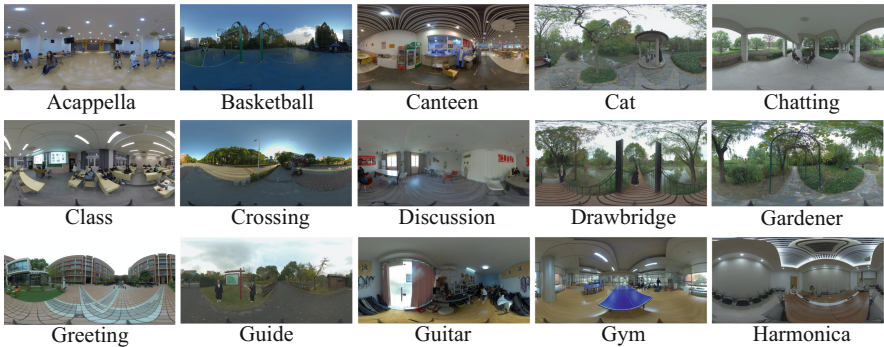 Acappella Basketball Canteen Cat Chatting
Class Crossing Discussion Drawbridge Gardener
Greeting Guide Guitar Gym Harmonica